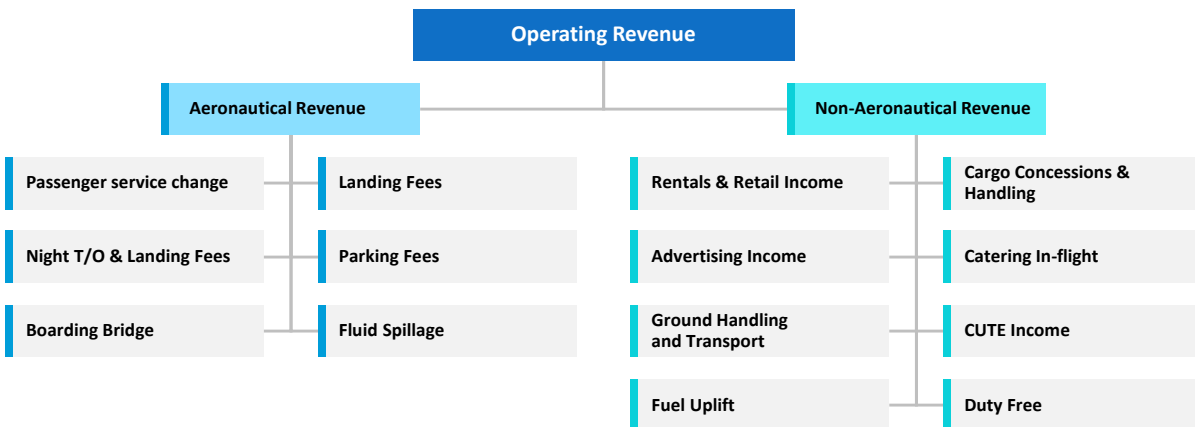 Operating Revenue
Aeronautical Revenue
Non-Aeronautical Revenue
Passenger service change
Landing Fees
Rentals & Retail Income
Cargo Concessions &
Handling
Night T/O & Landing Fees
Parking Fees
Advertising Income
Catering In-flight
Boarding Bridge
Fluid Spillage
Ground Handling
and Transport
CUTE Income
Fuel Uplift
Duty Free